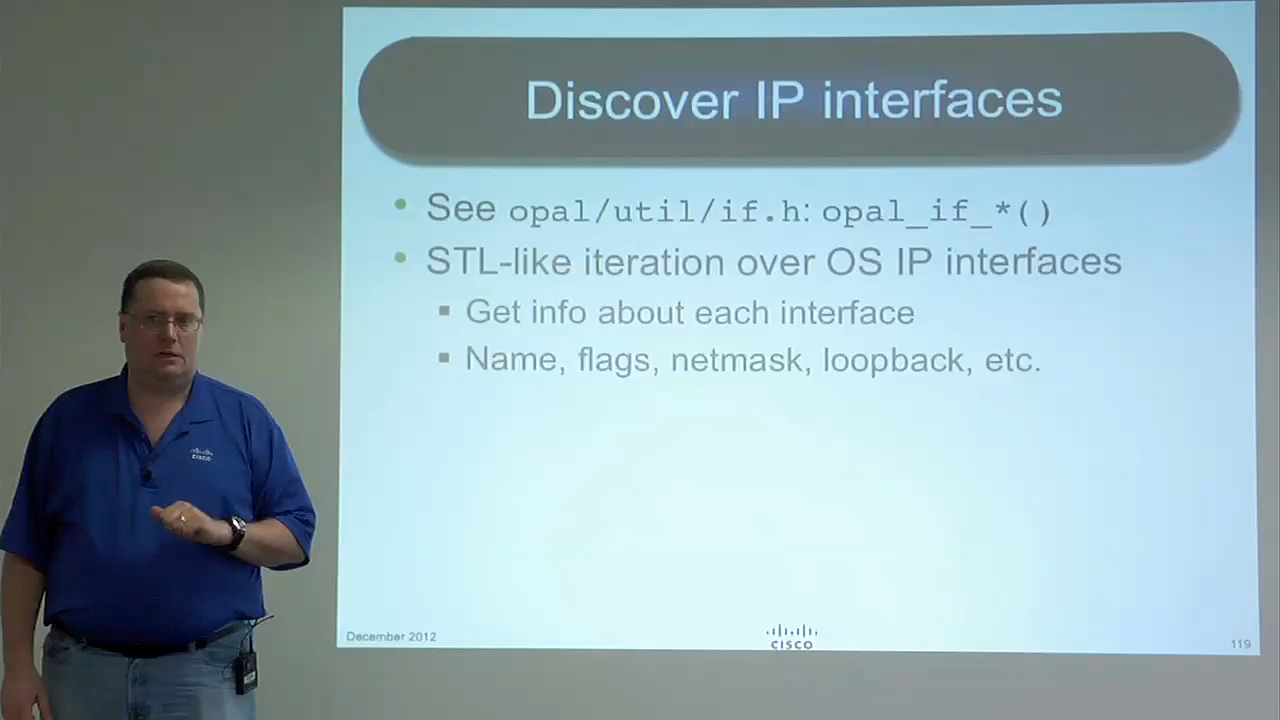 Discover IP interfaces
• See opal/util/if.h: opal_if_*()
• STL-like iteration over OS IP interfaces
▪ Get info about each interface
▪ Name, flags, netmask, loopback, etc.
CISCO
December 2012
CISCO
119